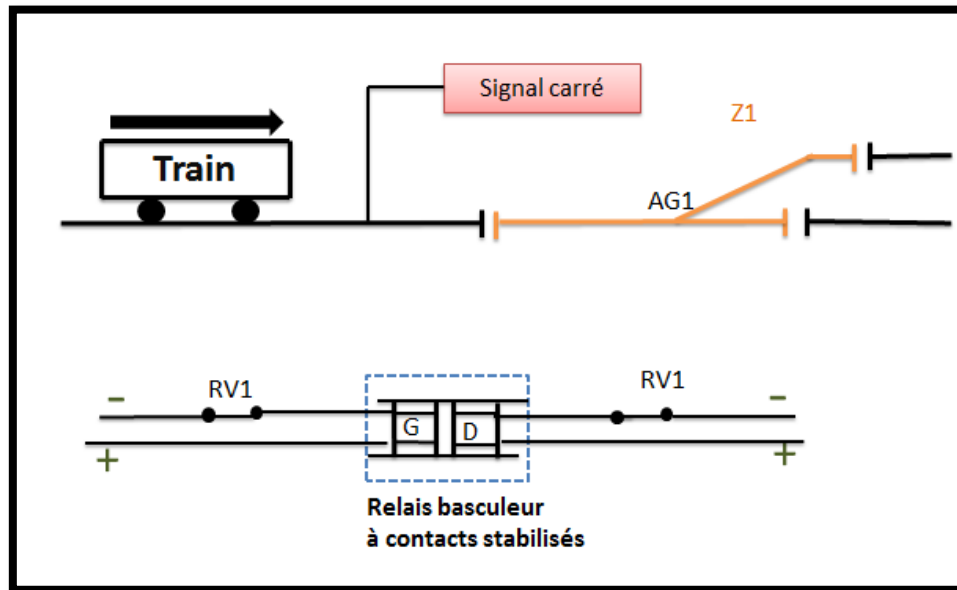 Signal carré
Z1
Train
AG1
RV1
RV1
-
-
G
D
+
+
Relais basculeur
à contacts stabilisés